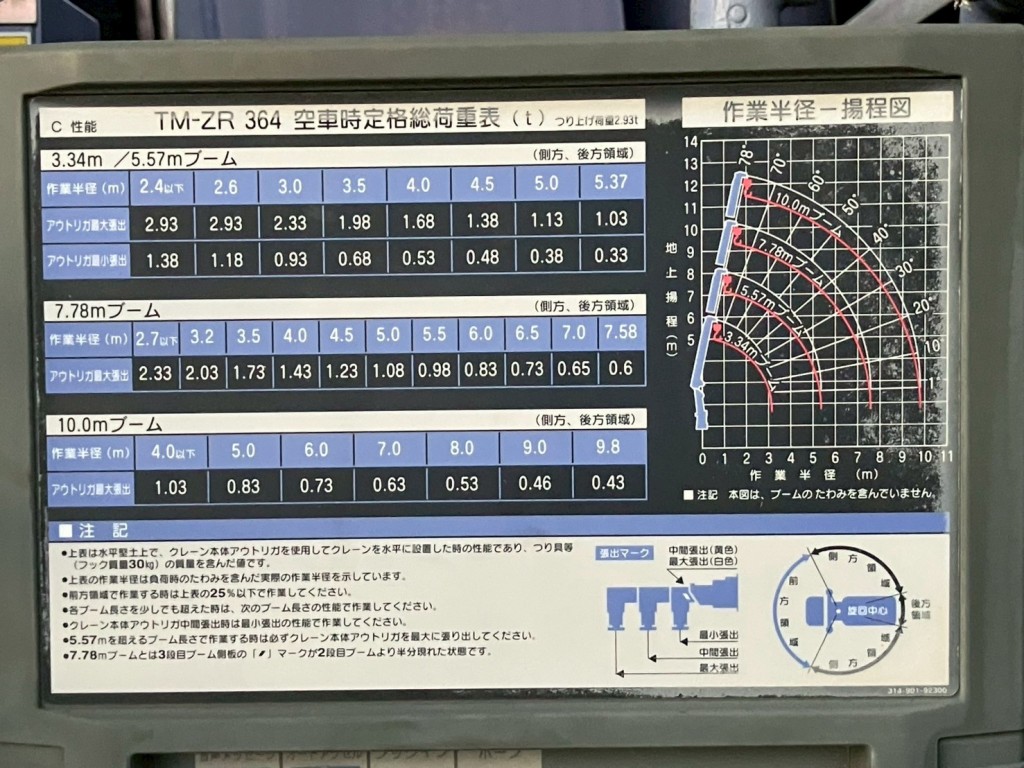 C 性能 TM-ZR 364 空車時定格総荷重表(t) つり上げ荷重2.93t
3.34m /5.57mブーム (側方、後方領域)
作業半径(m) 2.4以下 2.6 3.0 3.5 4.0 4.5 5.0 5.37
アウトリガ最大張出 2.93 2.93 2.33 1.98 1.68 1.38 1.13 1.03
アウトリガ最小張出 1.38 1.18 0.93 0.68 0.53 0.48 0.38 0.33
7.78mブーム (側方、後方領域)
作業半径(m) 2.7以下 3.2 3.5 4.0 4.5 5.0 5.5 6.0 6.5 7.0 7.58
アウトリガ最大張出 2.33 2.03 1.73 1.43 1.23 1.08 0.98 0.83 0.73 0.65 0.6
10.0mブーム (側方、後方領域)
作業半径(m) 4.0以下 5.0 6.0 7.0 8.0 9.0 9.8
アウトリガ最大張出 1.03 0.83 0.73 0.63 0.53 0.46 0.43
作業半径ー揚程図
14
13
12
11
10
9
8
7
6
5
地上揚程(m)
78°
70°
60°
50°
40°
30°
20°
10°
1°
10.0mブーム
7.78mブーム
5.57mブーム
3.34mブーム
0 1 2 3 4 5 6 7 8 9 10 11
作業半径 (m)
■注記 本図は、ブームのたわみを含んでいません。
■注記
•上表は水平堅土上で、クレーン本体アウトリガを使用してクレーンを水平に設置した時の性能であり、つり具等
(フック質量30kg)の質量を含んだ値です。
•上表の作業半径は負荷時のたわみを含んだ実際の作業半径を示しています。
•前方領域で作業する時は上表の25%以下で作業してください。
•各ブーム長さを少しでも超えた時は、次のブーム長さの性能で作業してください。
•クレーン本体アウトリガ中間張出時は最小張出の性能で作業してください。
•5.57mを超えるブーム長さで作業する時は必ずクレーン本体アウトリガを最大に張り出してください。
•7.78mブームとは3段目ブーム側板の「〃」マークが2段目ブームより半分現れた状態です。
張出マーク
中間張出(黄色)
最大張出(白色)
最小張出
中間張出
最大張出
側方領域
前方領域
旋回中心
後方領域
側方領域
314-901-92300